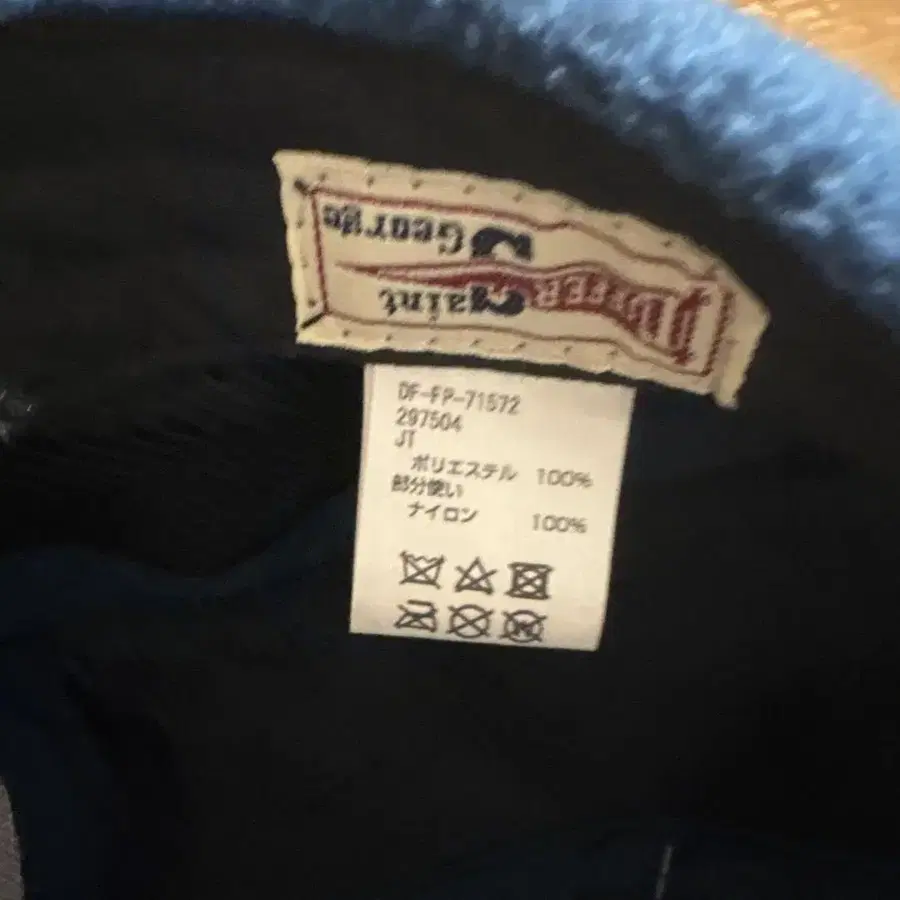 DUFFER
Saint
George
DF-FP-71572
297504
JT
ポリエステル 100%
部分使い
ナイロン 100%